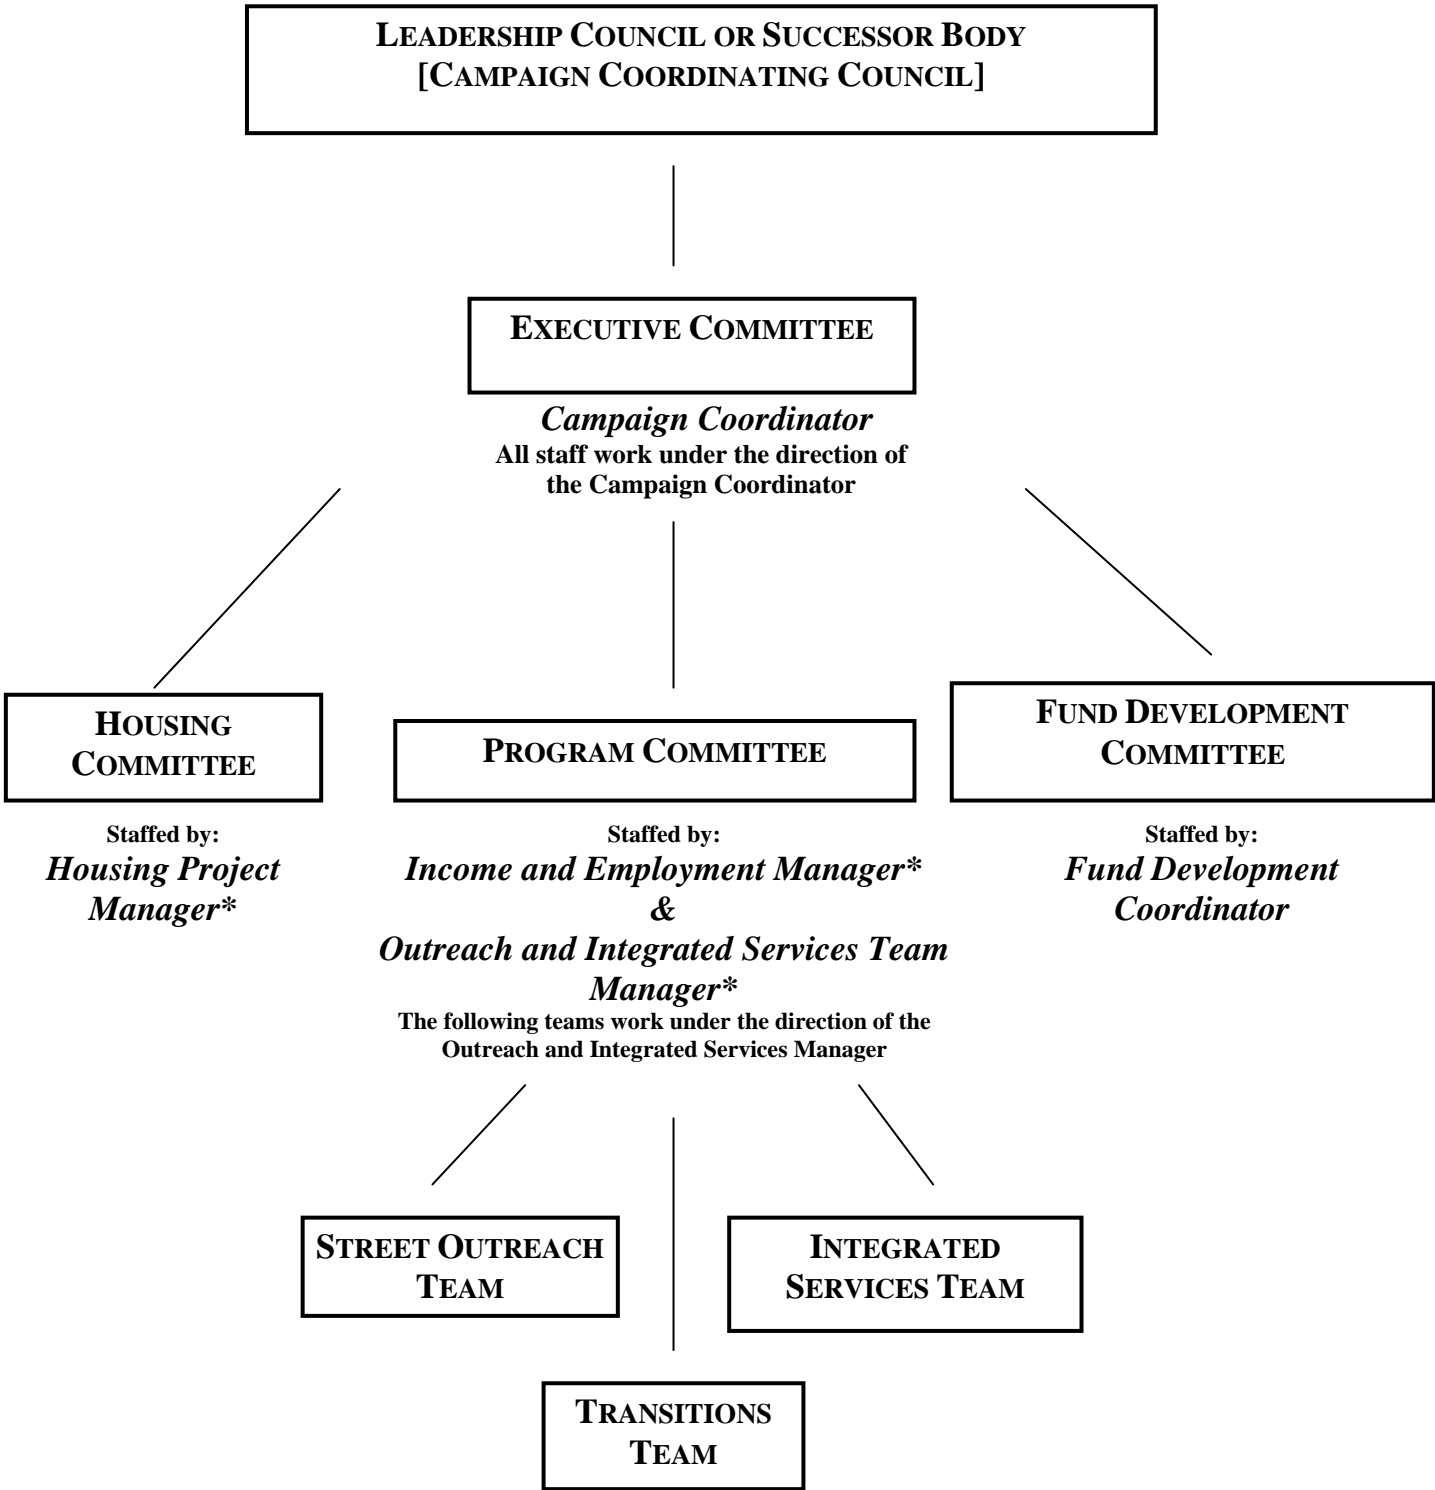 LEADERSHIP COUNCIL OR SUCCESSOR BODY
[CAMPAIGN COORDINATING COUNCIL]
EXECUTIVE COMMITTEE
Campaign Coordinator
All staff work under the direction of
the Campaign Coordinator
HOUSING
COMMITTEE
Staffed by:
Housing Project
Manager*
PROGRAM COMMITTEE
Staffed by:
Income and Employment Manager*
&
Outreach and Integrated Services Team
Manager*
The following teams work under the direction of the
Outreach and Integrated Services Manager
FUND DEVELOPMENT
COMMITTEE
Staffed by:
Fund Development
Coordinator
STREET OUTREACH
TEAM
INTEGRATED
SERVICES TEAM
TRANSITIONS
TEAM